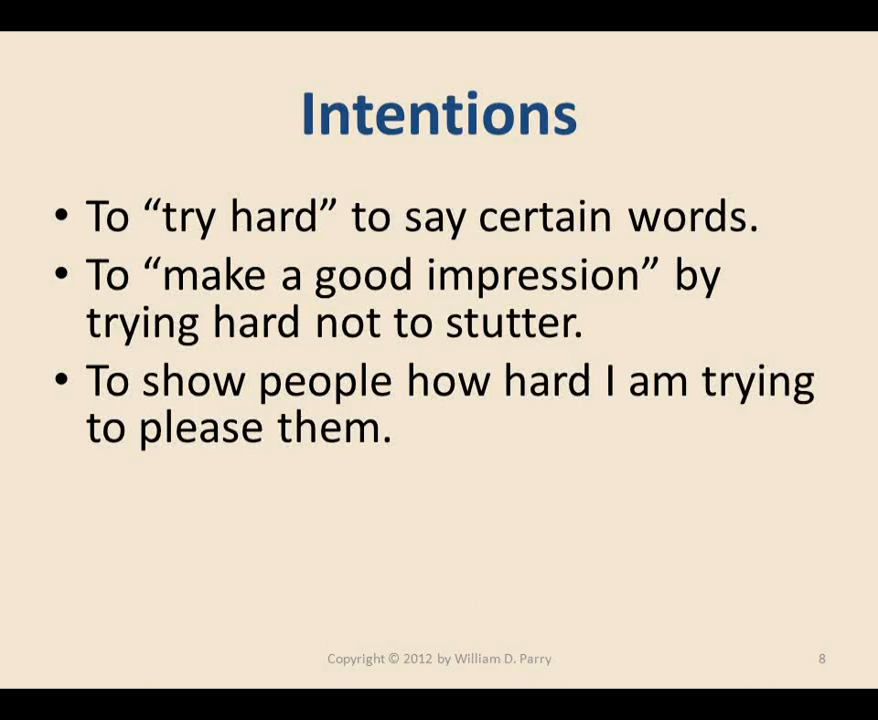 Intentions
• To “try hard” to say certain words.
• To “make a good impression” by
trying hard not to stutter.
• To show people how hard I am trying
to please them.
Copyright © 2012 by William D. Parry
8